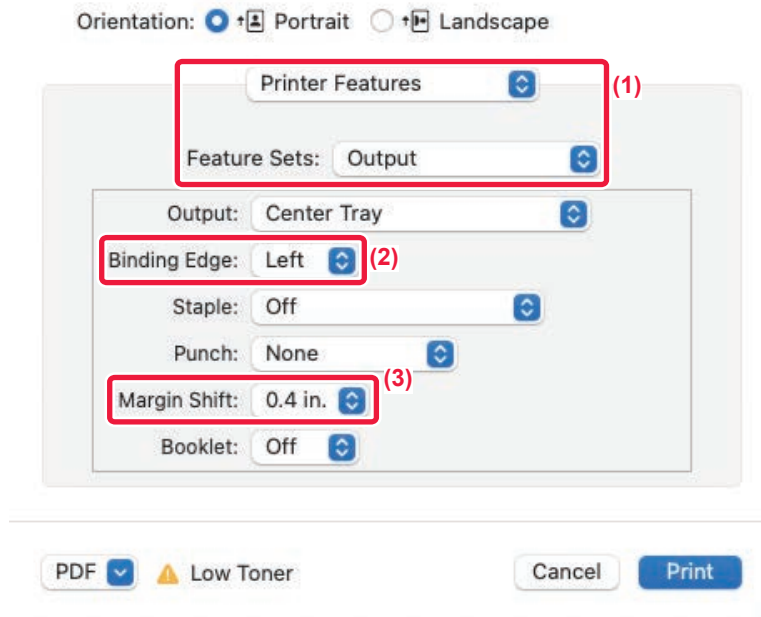 Orientation: Portrait Landscape
Printer Features (1)
Feature Sets: Output
Output: Center Tray
Binding Edge: Left (2)
Staple: Off
Punch: None
(3)
Margin Shift: 0.4 in.
Booklet: Off
PDF Low Toner Cancel Print